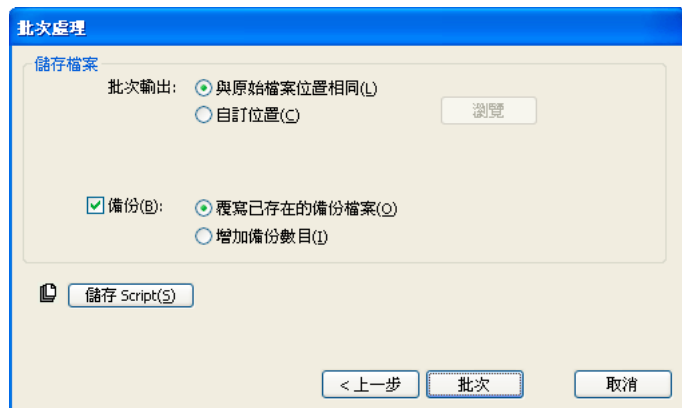 批次處理
儲存檔案
批次輸出: 與原始檔案位置相同(L)
自訂位置(C) 瀏覽
備份(B): 覆寫已存在的備份檔案(O)
增加備份數目(I)
儲存 Script(S)
< 上一步 批次 取消